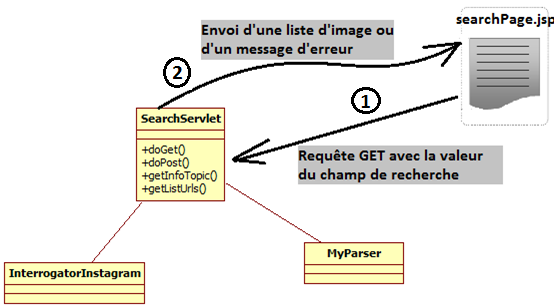 Envoi d'une liste d'image ou
d'un message d'erreur
searchPage.jsp
2
1
SearchServlet
+doGet()
+doPost()
+getInfoTopic()
+getListUrls()
Requête GET avec la valeur
du champ de recherche
InterrogatorInstagram
MyParser